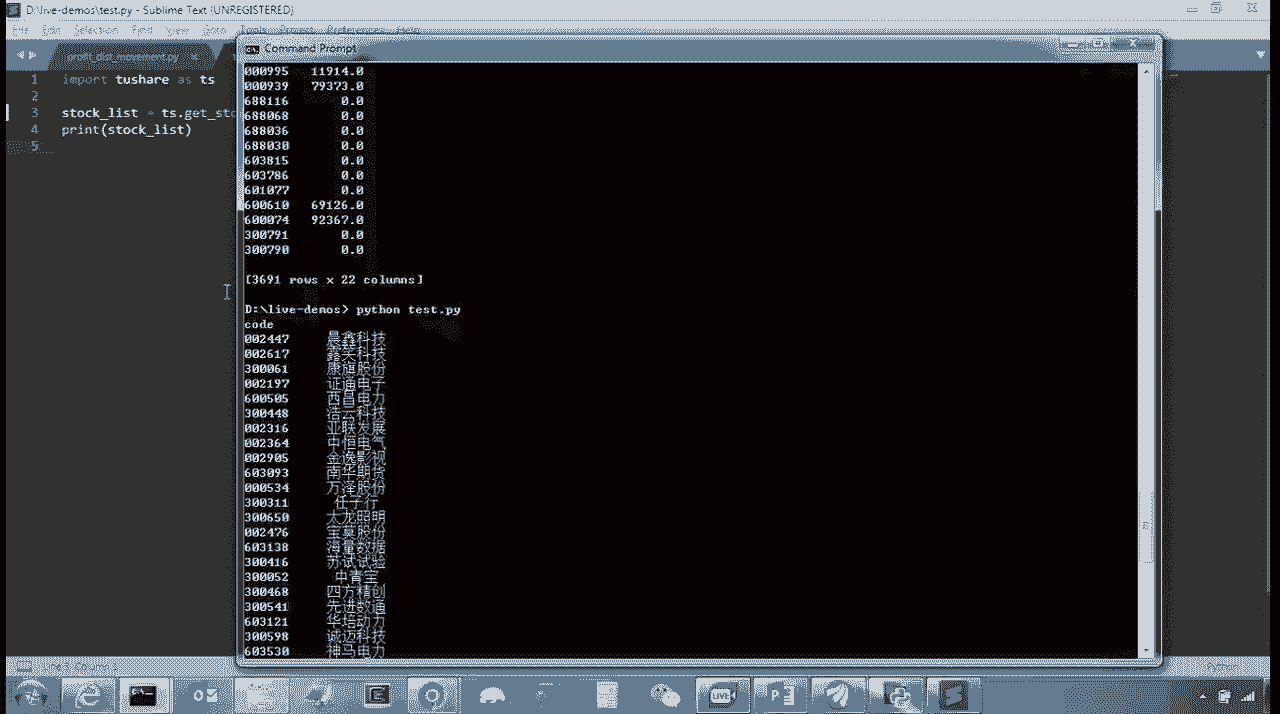 D:\live-demos\test.py - Sublime Text (UNREGISTERED)
File Edit Selection Find View Goto Tools Project Preferences Help
Command Prompt
profit_dist_movement.py
1 import tushare as ts
2
3 stock_list = ts.get_sto
4 print(stock_list)
5
000995 11914.0
000939 79373.0
688116 0.0
688068 0.0
688036 0.0
688030 0.0
603815 0.0
603786 0.0
601077 0.0
600610 69126.0
600074 92367.0
300791 0.0
300790 0.0
[3691 rows x 22 columns]
D:\live-demos> python test.py
code
002447 晨鑫科技
002617 露笑科技
300061 康旗股份
002197 证通电子
600505 西昌电力
300448 浩云科技
002316 亚联发展
002364 中恒电气
002905 金逸影视
603093 南华期货
000534 万泽股份
300311 任子行
300650 太龙照明
002476 宝莫股份
603138 海量数据
300416 苏试试验
300052 中青宝
300468 四方精创
300541 先进数通
603121 华培动力
300598 诚迈科技
603530 神马电力
LIVE